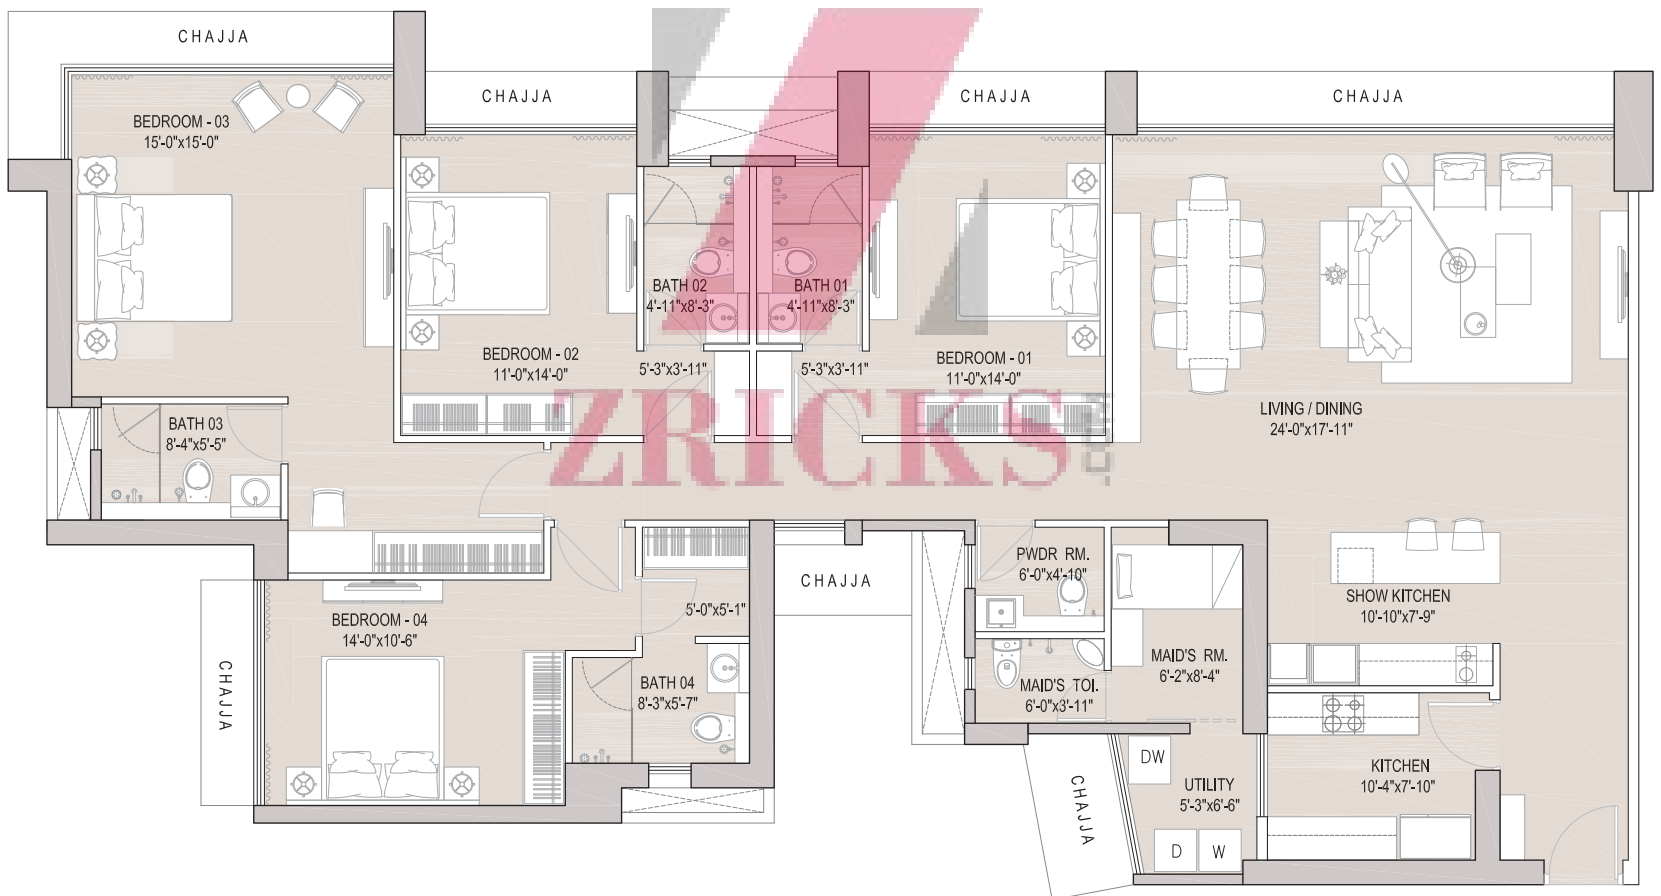 CHAJJA
CHAJJA
CHAJJA
CHAJJA
BEDROOM - 03
15'-0"x15'-0"
BATH 02
4'-11"x8'-3"
BATH 01
4'-11"x8'-3"
BEDROOM - 02
11'-0"x14'-0"
5'-3"x3'-11"
5'-3"x3'-11"
BEDROOM - 01
11'-0"x14'-0"
LIVING / DINING
24'-0"x17'-11"
ZRICKS
.COM
BATH 03
8'-4"x5'-5"
CHAJJA
PWDR RM.
6'-0"x4'-10"
SHOW KITCHEN
10'-10"x7'-9"
BEDROOM - 04
14'-0"x10'-6"
5'-0"x5'-1"
CHAJJA
BATH 04
8'-3"x5'-7"
MAID'S TOI.
6'-0"x3'-11"
MAID'S RM.
6'-2"x8'-4"
DW
UTILITY
5'-3"x6'-6"
KITCHEN
10'-4"x7'-10"
CHAJJA
D
W